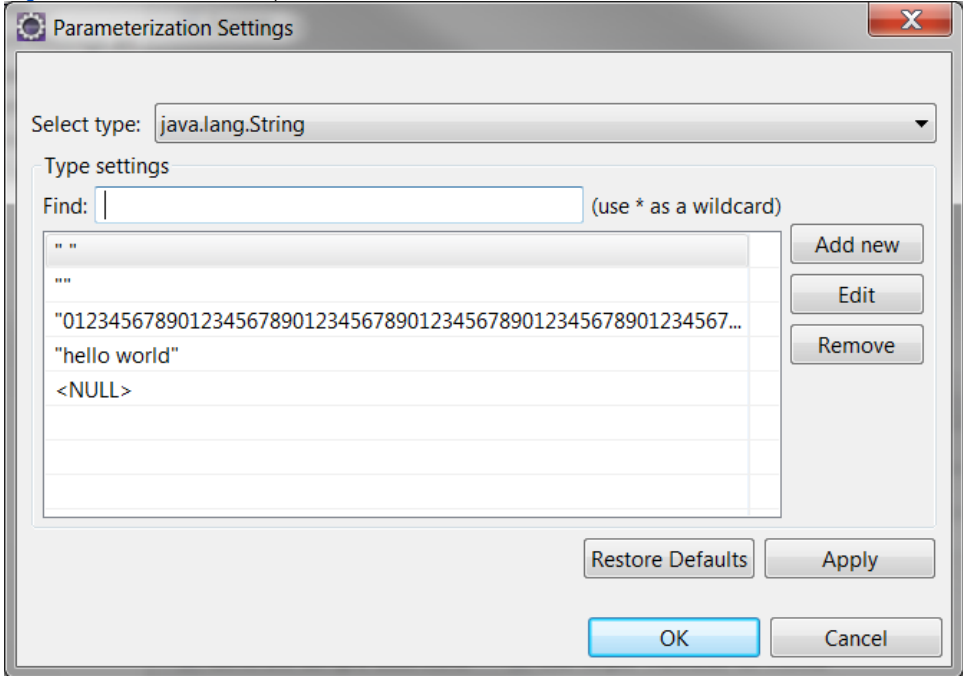 Parameterization Settings
Select type: java.lang.String
Type settings
Find: (use * as a wildcard)
" "
""
"0123456789012345678901234567890123456789012345678901234567...
"hello world"
<NULL>
Add new
Edit
Remove
Restore Defaults Apply
OK Cancel